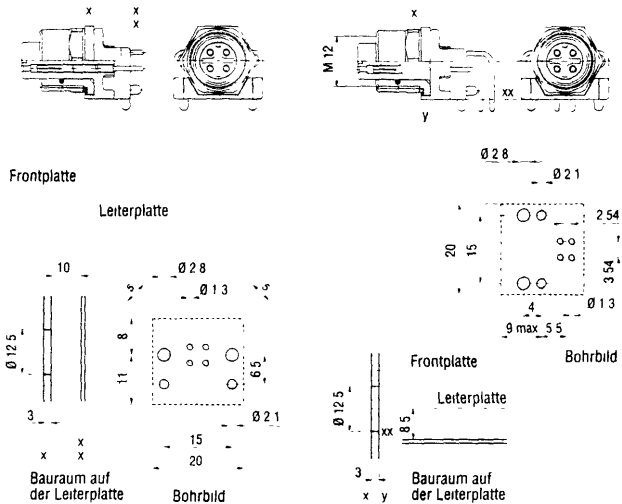 x
x
x
x
M 12
xx
y
Frontplatte
Leiterplatte
10
Ø 2 8
5
Ø 1 3
5
Ø 12 5
8
11
6 5
3
Ø 2 1
x
x
x
15
20
Bauraum auf
der Leiterplatte
Bohrbild
Ø 2 8
Ø 2 1
20
15
2 54
3 54
4
Ø 1 3
9 max
5 5
Bohrbild
Frontplatte
Leiterplatte
Ø 12 5
8 5
xx
3
x
y
Bauraum auf
der Leiterplatte